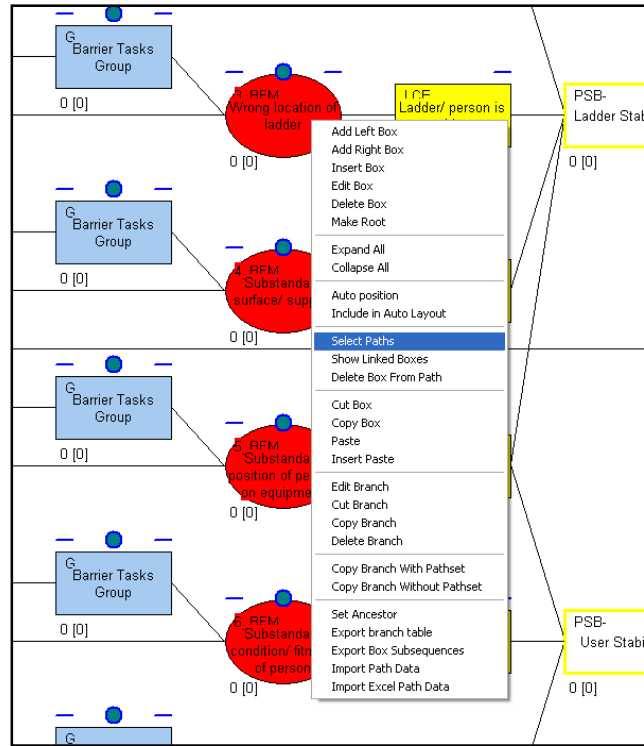 G
Barrier Tasks
Group
0 [0]
Wrong location of
ladder
0 [0]
Ladder/ person is
PSB-
Ladder Stab
0 [0]
G
Barrier Tasks
Group
0 [0]
4 BFM
Substanda
surface/ supp
0 [0]
G
Barrier Tasks
Group
0 [0]
5 BFM
Substanda
position of pe
on equipme
0 [0]
G
Barrier Tasks
Group
0 [0]
6 BFM
Substanda
condition/ fitn
of person
0 [0]
PSB-
User Stabi
0 [0]
G
Add Left Box
Add Right Box
Insert Box
Edit Box
Delete Box
Make Root
Expand All
Collapse All
Auto position
Include in Auto Layout
Select Paths
Show Linked Boxes
Delete Box From Path
Cut Box
Copy Box
Paste
Insert Paste
Edit Branch
Cut Branch
Copy Branch
Delete Branch
Copy Branch With Pathset
Copy Branch Without Pathset
Set Ancestor
Export branch table
Export Box Subsequences
Import Path Data
Import Excel Path Data